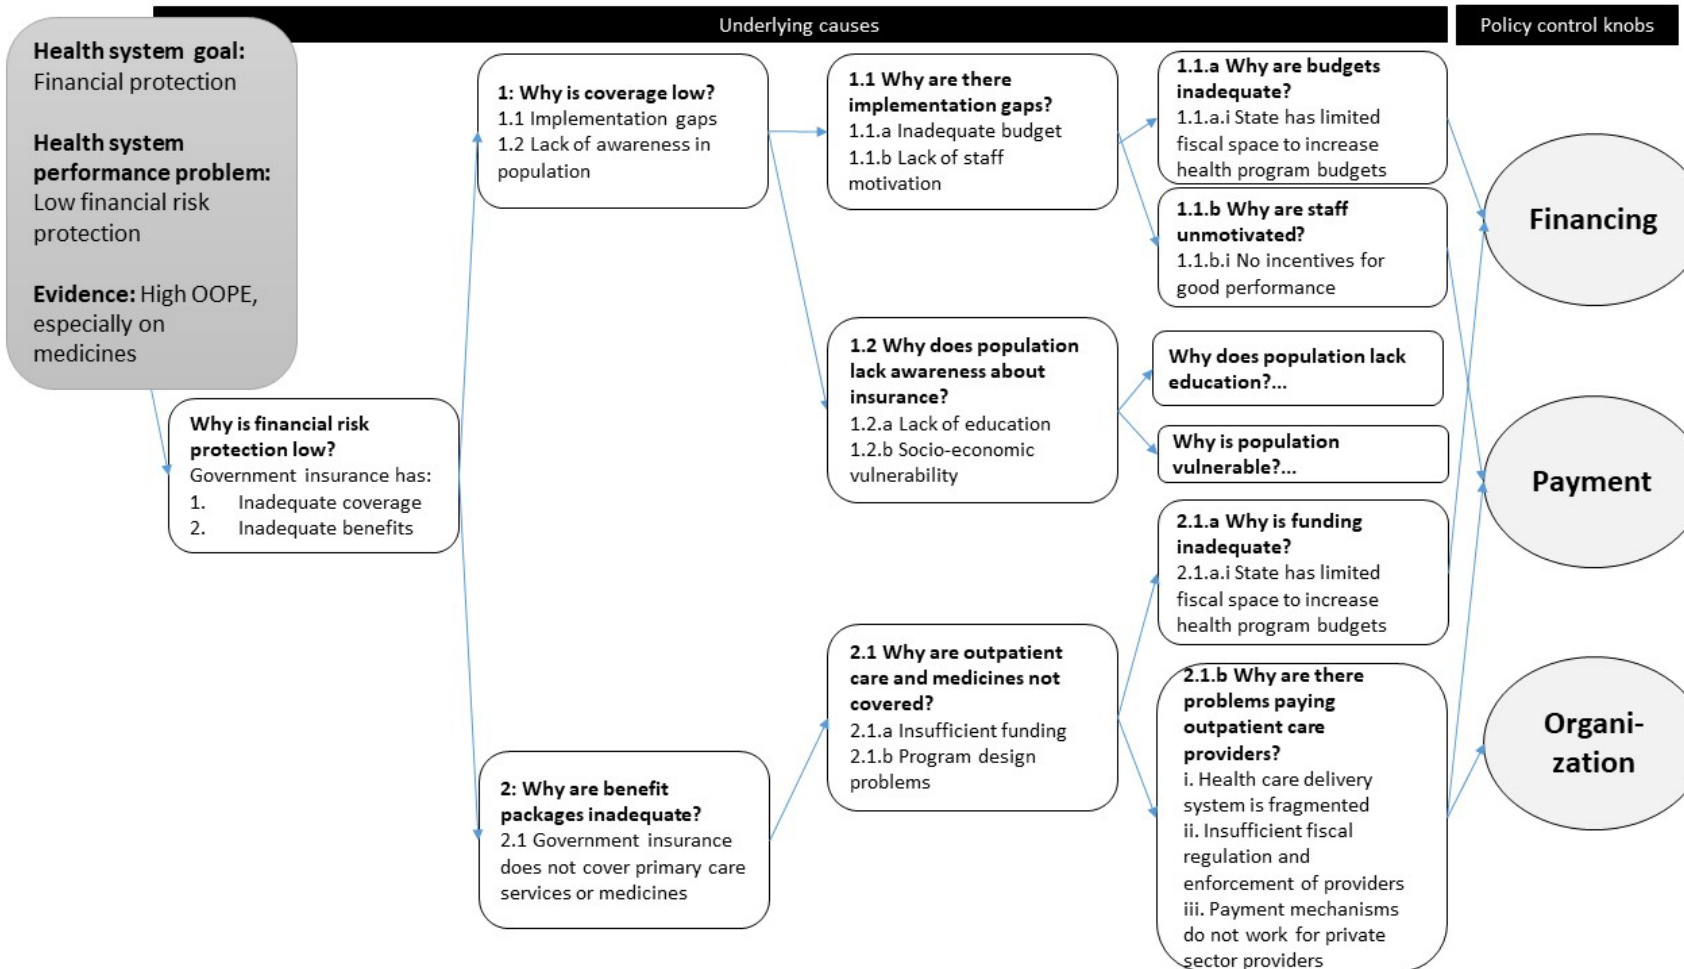 Underlying causes
Policy control knobs
Health system goal:
Financial protection
Health system
performance problem:
Low financial risk
protection
Evidence: High OOPE,
especially on
medicines
Why is financial risk
protection low?
Government insurance has:
1. Inadequate coverage
2. Inadequate benefits
1: Why is coverage low?
1.1 Implementation gaps
1.2 Lack of awareness in
population
2: Why are benefit
packages inadequate?
2.1 Government insurance
does not cover primary care
services or medicines
1.1 Why are there
implementation gaps?
1.1.a Inadequate budget
1.1.b Lack of staff
motivation
1.2 Why does population
lack awareness about
insurance?
1.2.a Lack of education
1.2.b Socio-economic
vulnerability
2.1 Why are outpatient
care and medicines not
covered?
2.1.a Insufficient funding
2.1.b Program design
problems
1.1.a Why are budgets
inadequate?
1.1.a.i State has limited
fiscal space to increase
health program budgets
1.1.b Why are staff
unmotivated?
1.1.b.i No incentives for
good performance
Why does population lack
education?...
Why is population
vulnerable?...
2.1.a Why is funding
inadequate?
2.1.a.i State has limited
fiscal space to increase
health program budgets
2.1.b Why are there
problems paying
outpatient care
providers?
i. Health care delivery
system is fragmented
ii. Insufficient fiscal
regulation and
enforcement of providers
iii. Payment mechanisms
do not work for private
sector providers
Financing
Payment
Organi-
zation